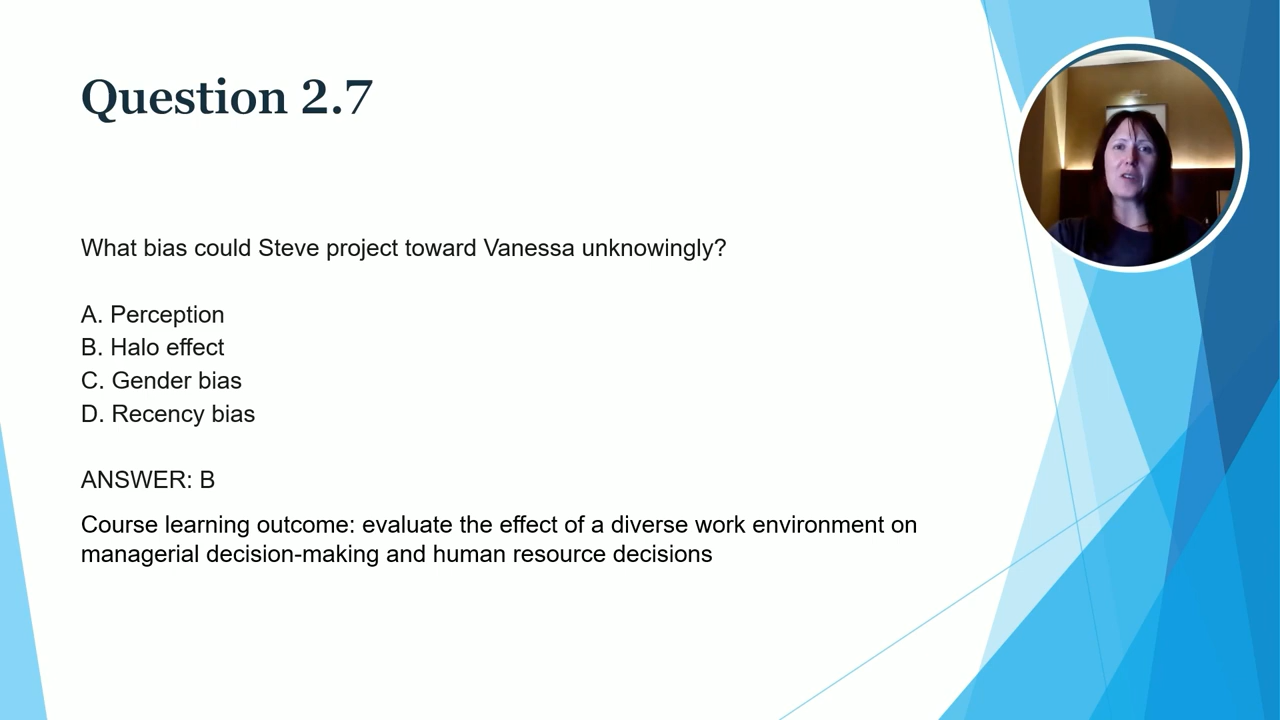 Question 2.7
What bias could Steve project toward Vanessa unknowingly?
A. Perception
B. Halo effect
C. Gender bias
D. Recency bias
ANSWER: B
Course learning outcome: evaluate the effect of a diverse work environment on
managerial decision-making and human resource decisions